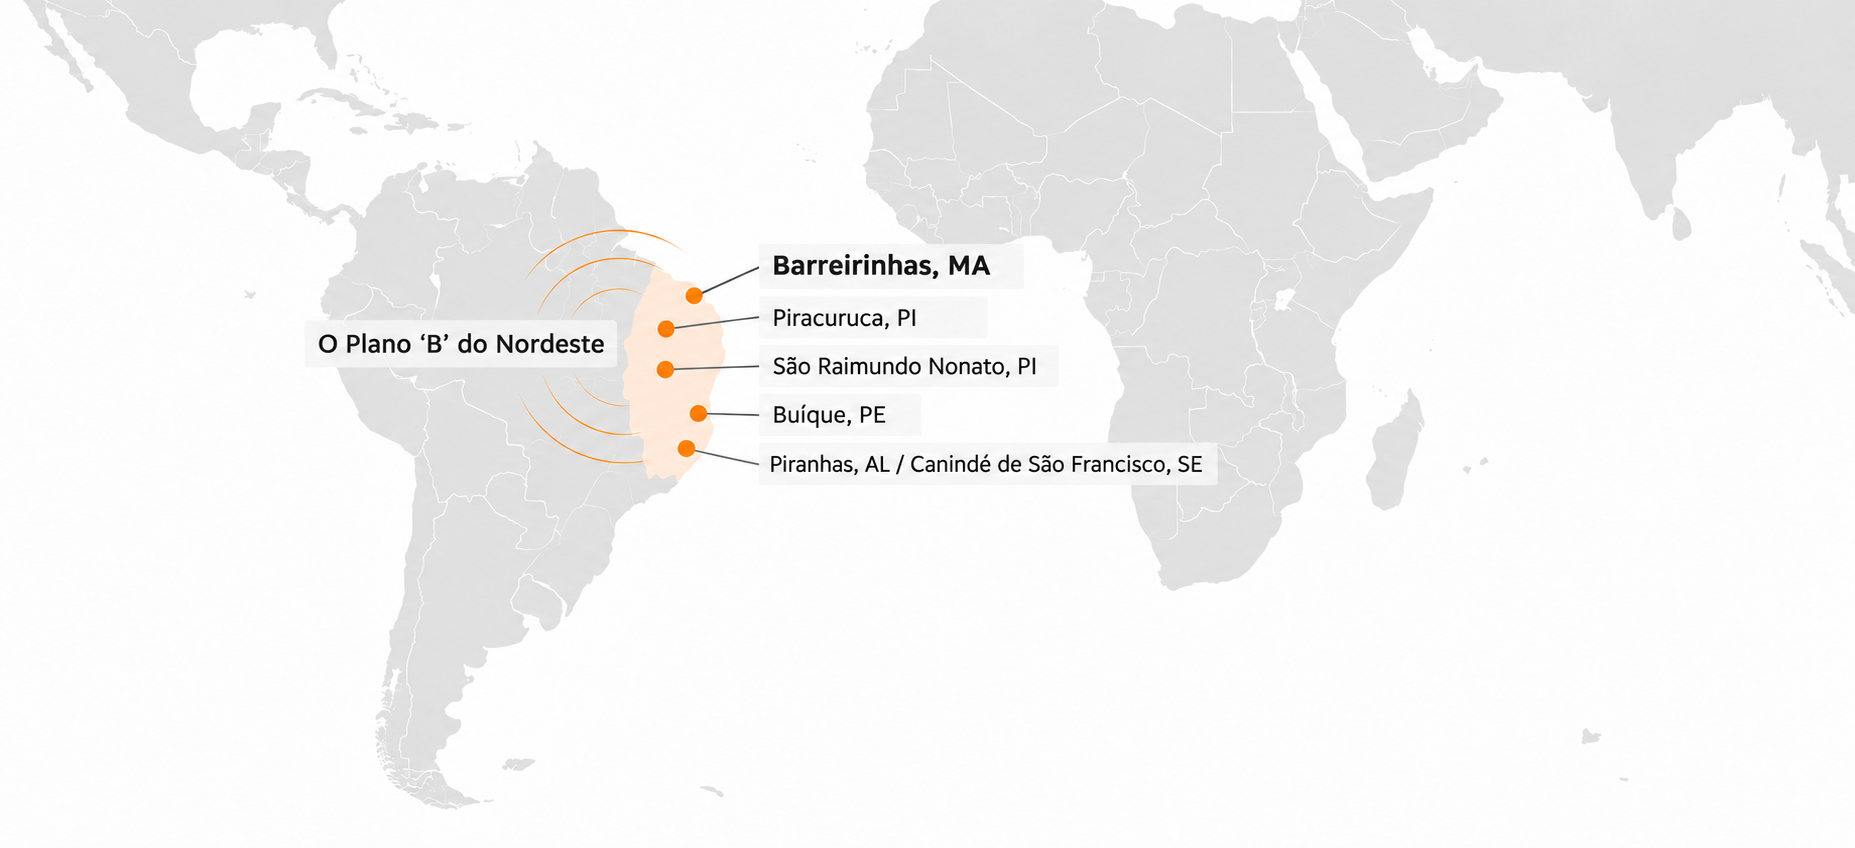 Barreirinhas, MA
Piracuruca, PI
O Plano ‘B’ do Nordeste
São Raimundo Nonato, PI
Buíque, PE
Piranhas, AL / Canindé de São Francisco, SE